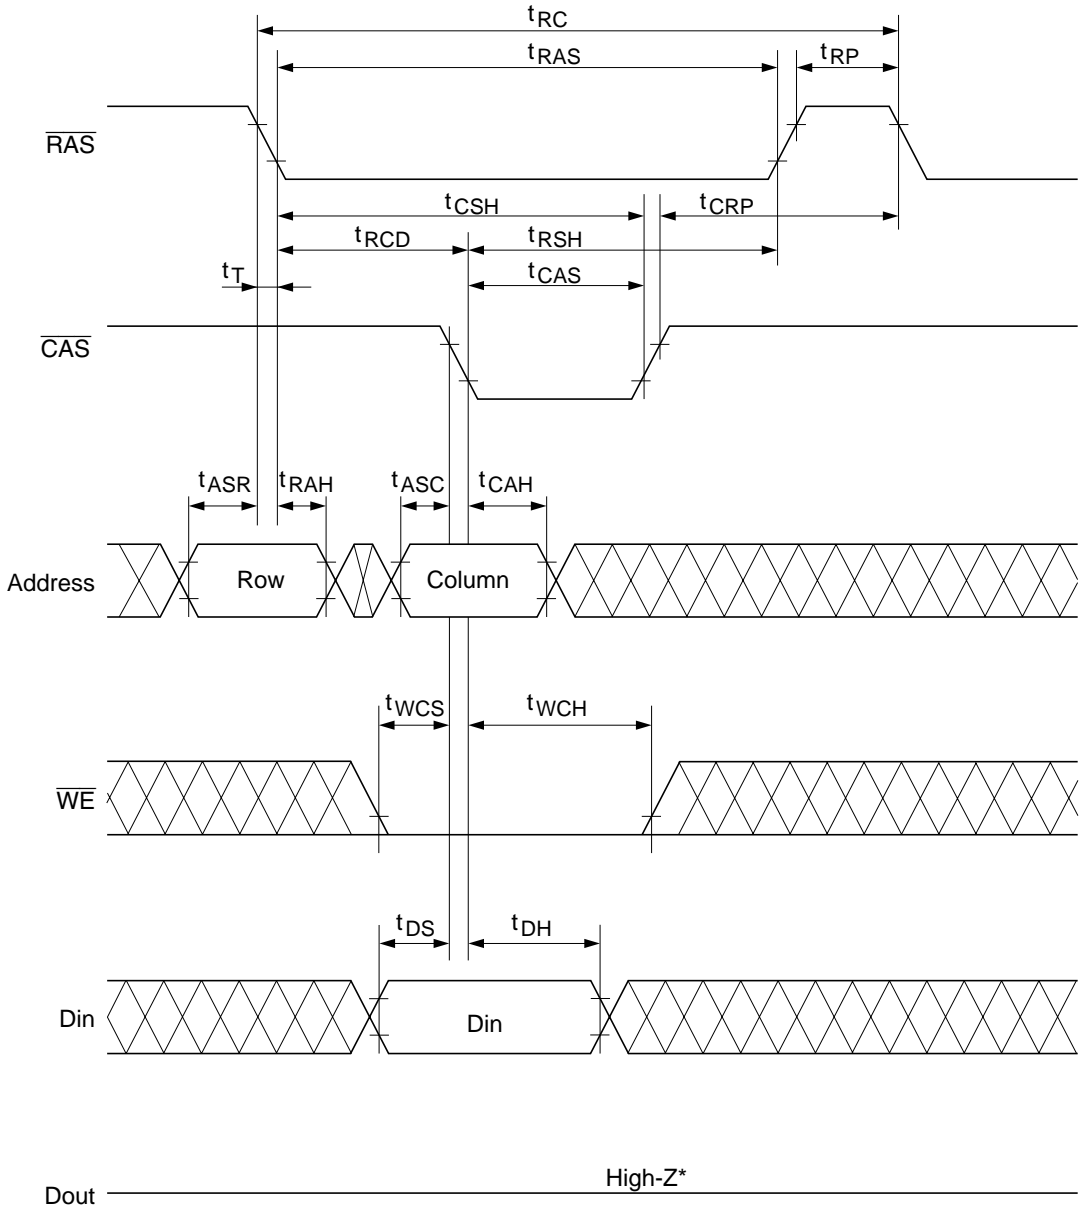 tRC
tRAS
tRP
RAS
tCSH
tCRP
tRCD
tRSH
tT
tCAS
CAS
tASR
tRAH
tASC
tCAH
Address
Row
Column
tWCS
tWCH
WE
tDS
tDH
Din
Din
High-Z*
Dout